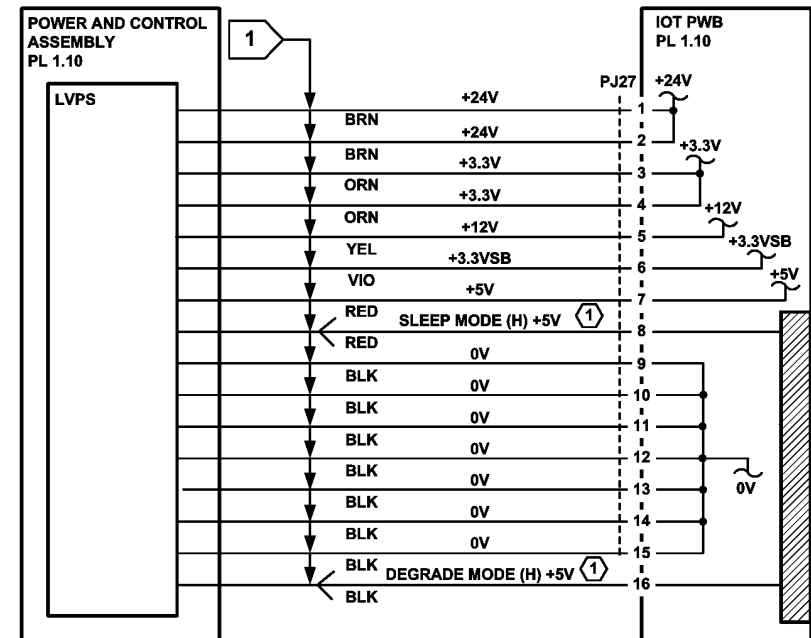 POWER AND CONTROL
ASSEMBLY
PL 1.10
1
IOT PWB
PL 1.10
LVPS
PJ27
+24V
+24V
1
BRN
+24V
2
BRN
+3.3V
+3.3V
3
ORN
+3.3V
4
ORN
+12V
+12V
5
YEL
+3.3VSB
+3.3VSB
6
VIO
+5V
+5V
7
RED
SLEEP MODE (H) +5V
1
8
RED
0V
9
BLK
0V
10
BLK
0V
11
BLK
0V
12
BLK
0V
0V
13
BLK
0V
14
BLK
0V
15
BLK
DEGRADE MODE (H) +5V
1
16
BLK